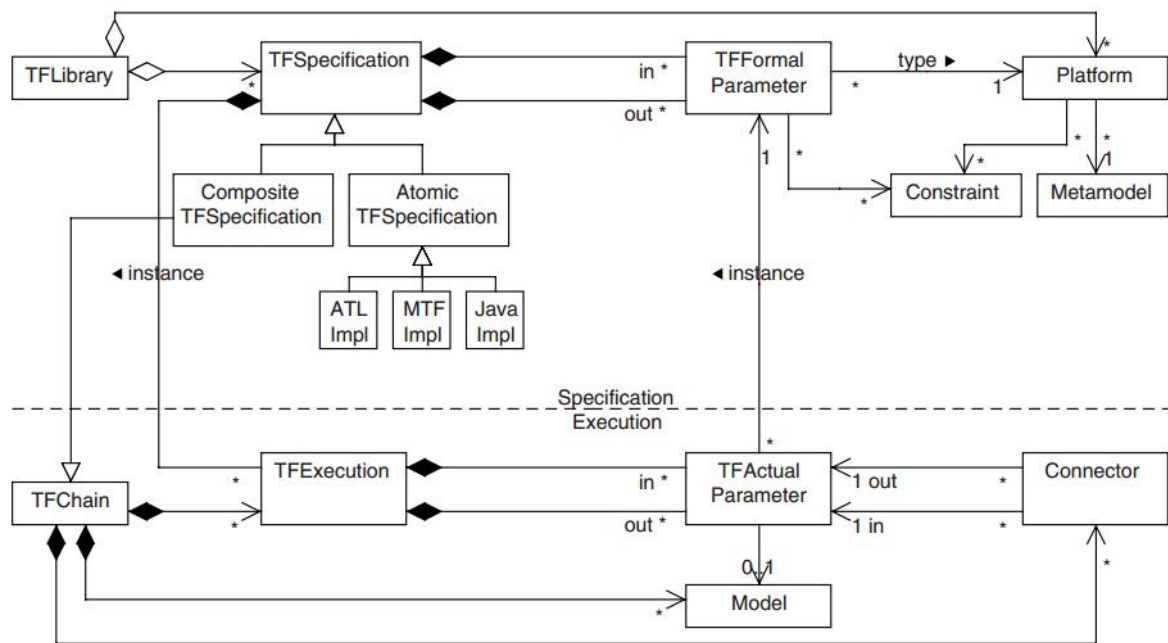 TFLibrary
*
TFSpecification
in *
out *
TFFormal
Parameter
type ►
*
1
*
Platform
Composite
TFSpecification
Atomic
TFSpecification
1
*
*
*
*
*
1
Constraint
Metamodel
◄ instance
◄ instance
ATL
Impl
MTF
Impl
Java
Impl
Specification
Execution
TFChain
*
*
TFExecution
in *
out *
*
TFActual
Parameter
1 out
*
1 in
*
Connector
0..1
*
*
Model